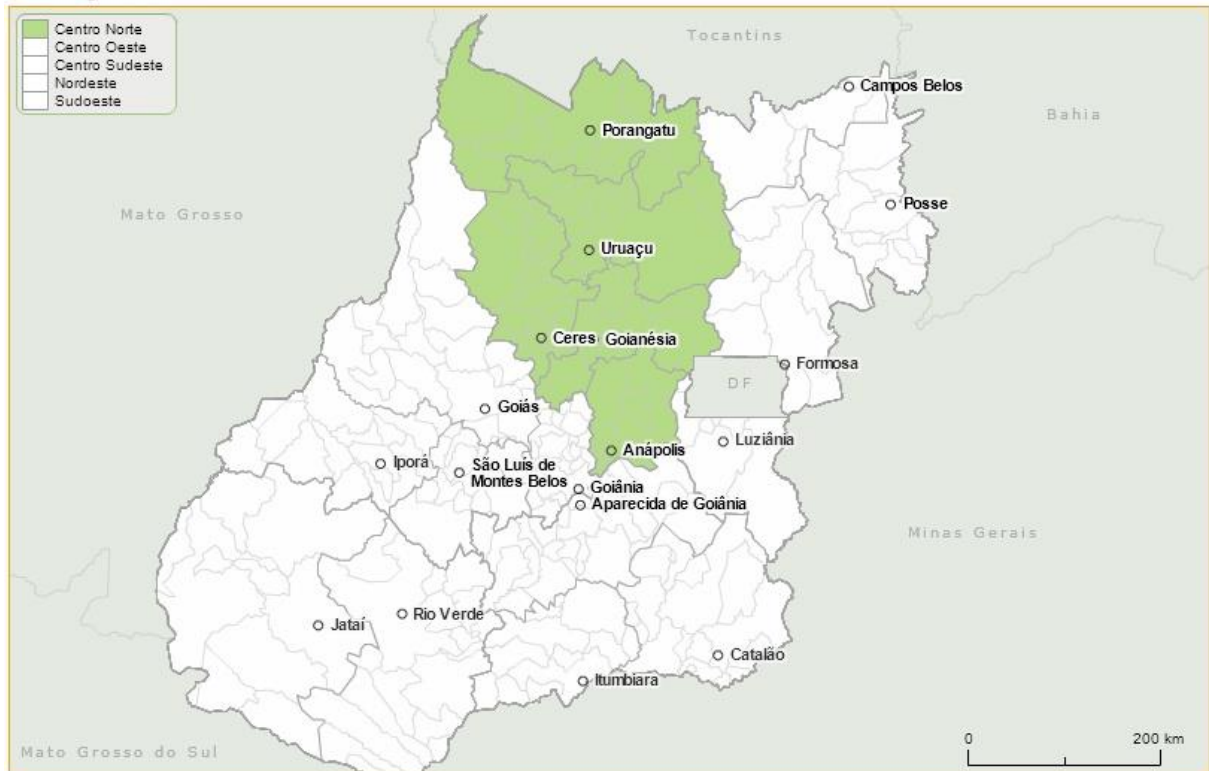 Centro Norte
Centro Oeste
Centro Sudeste
Nordeste
Sudoeste
Tocantins
Campos Belos
Bahia
Porangatu
Mato Grosso
Posse
Uruaçu
Ceres
Goianésia
Formosa
DF
Goiás
Luziânia
Anápolis
Iporá
São Luís de
Montes Belos
Goiânia
Aparecida de Goiânia
Minas Gerais
Rio Verde
Jataí
Catalão
Itumbiara
Mato Grosso do Sul
0 200 km